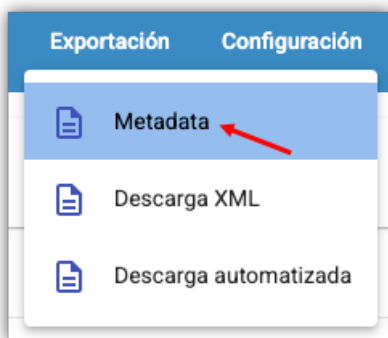 Exportación Configuración
Metadata
Descarga XML
Descarga automatizada